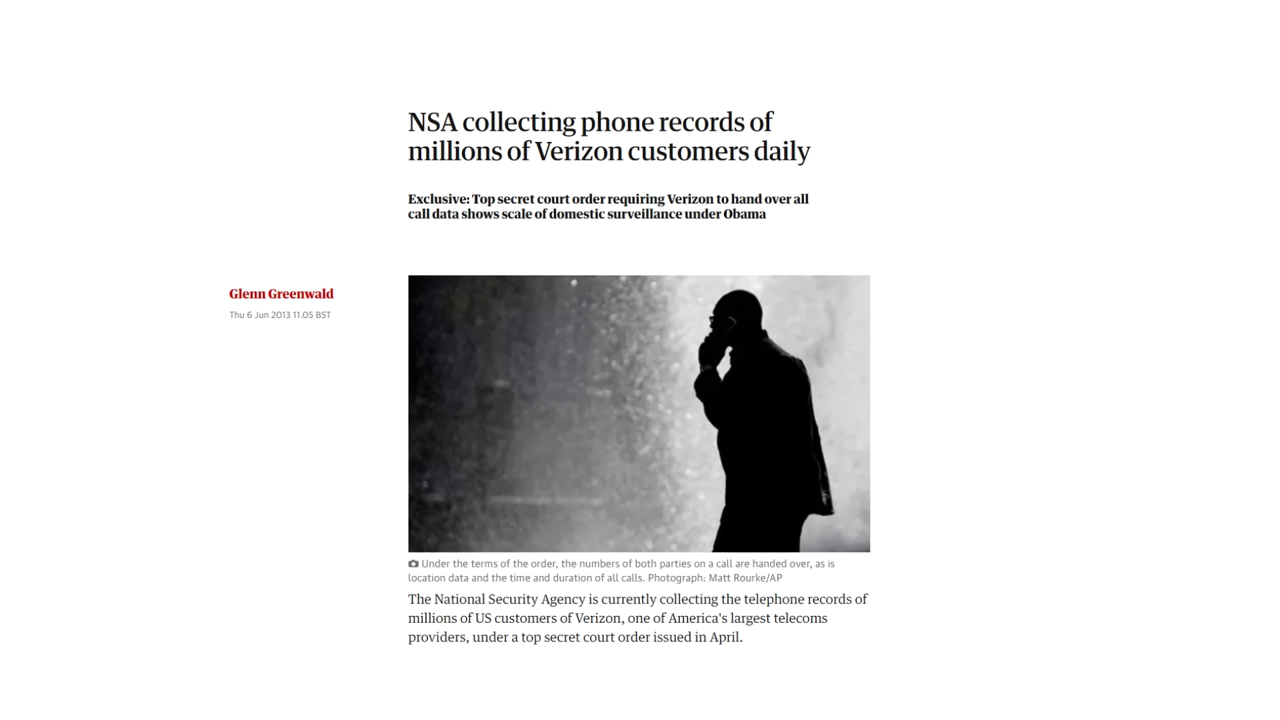 NSA collecting phone records of
millions of Verizon customers daily
Exclusive: Top secret court order requiring Verizon to hand over all
call data shows scale of domestic surveillance under Obama
Glenn Greenwald
Thu 6 Jun 2013 11.05 BST
Under the terms of the order, the numbers of both parties on a call are handed over, as is
location data and the time and duration of all calls. Photograph: Matt Rourke/AP
The National Security Agency is currently collecting the telephone records of
millions of US customers of Verizon, one of America's largest telecoms
providers, under a top secret court order issued in April.